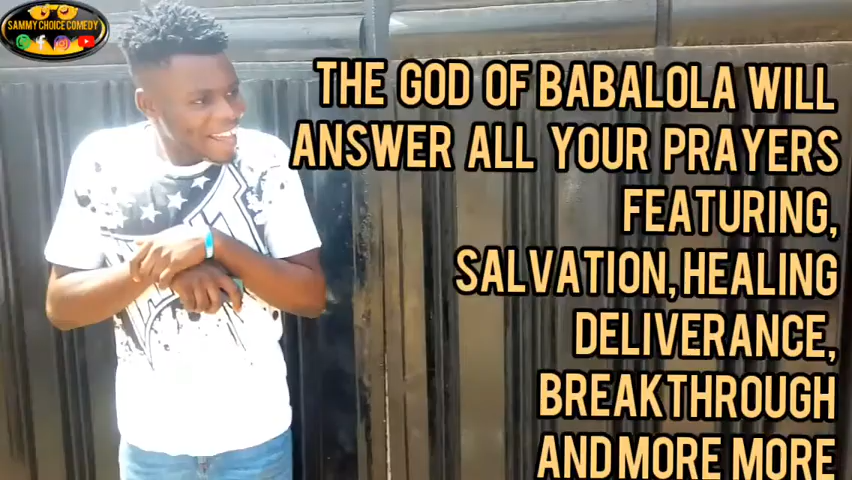 SAMMY CHOICE COMEDY
THE GOD OF BABALOLA WILL
ANSWER ALL YOUR PRAYERS
FEATURING,
SALVATION, HEALING
DELIVERANCE,
BREAKTHROUGH
AND MORE MORE